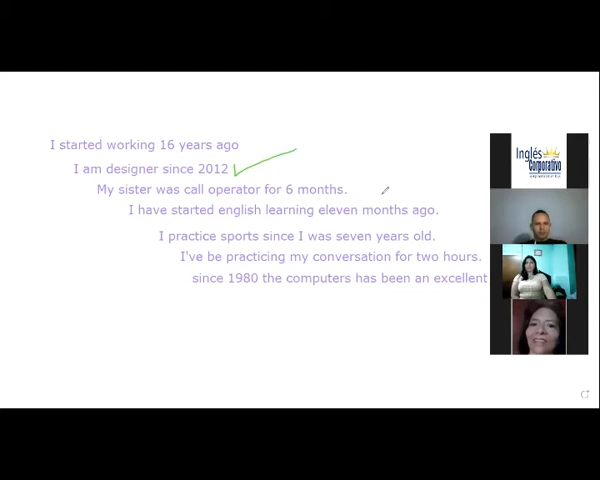 I started working 16 years ago
I am designer since 2012
My sister was call operator for 6 months.
I have started english learning eleven months ago.
I practice sports since I was seven years old.
I've be practicing my conversation for two hours.
since 1980 the computers has been an excellent
Inglés
Corporativo